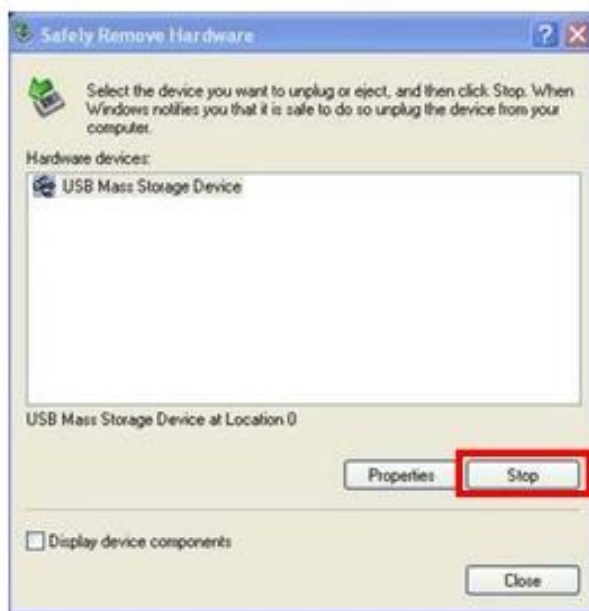 Safely Remove Hardware
Select the device you want to unplug or eject, and then click Stop. When
Windows notifies you that it is safe to do so unplug the device from your
computer.
Hardware devices:
USB Mass Storage Device
USB Mass Storage Device at Location 0
Properties Stop
Display device components
Close